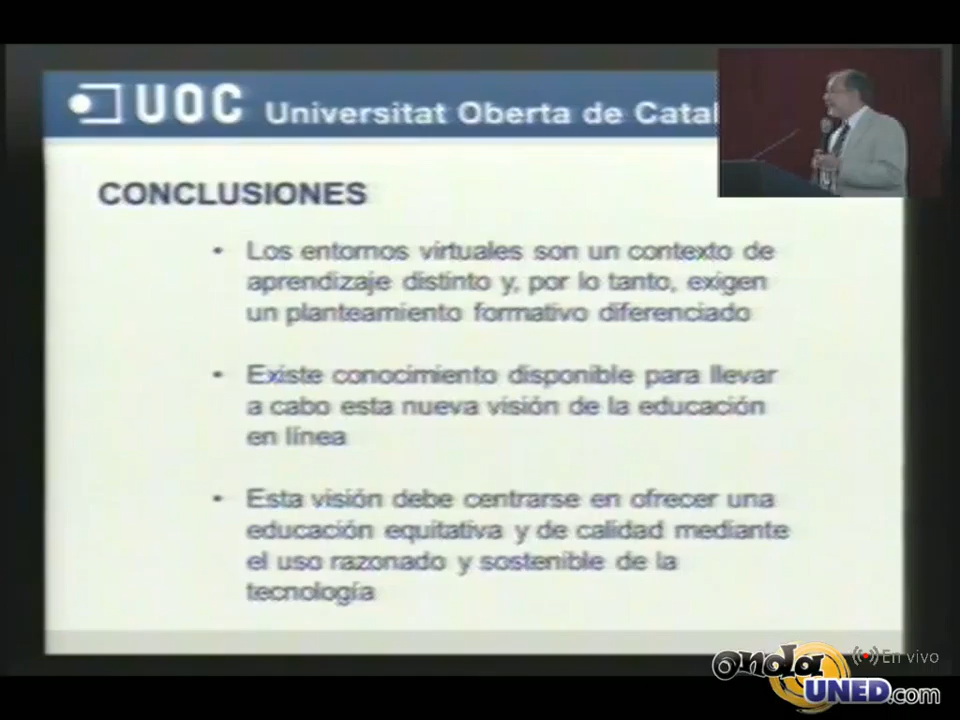 UOC Universitat Oberta de Catal
CONCLUSIONES
• Los entornos virtuales son un contexto de
aprendizaje distinto y, por lo tanto, exigen
un planteamiento formativo diferenciado
• Existe conocimiento disponible para llevar
a cabo esta nueva visión de la educación
en línea
• Esta visión debe centrarse en ofrecer una
educación equitativa y de calidad mediante
el uso razonado y sostenible de la
tecnología
En vivo
onda
UNED.com